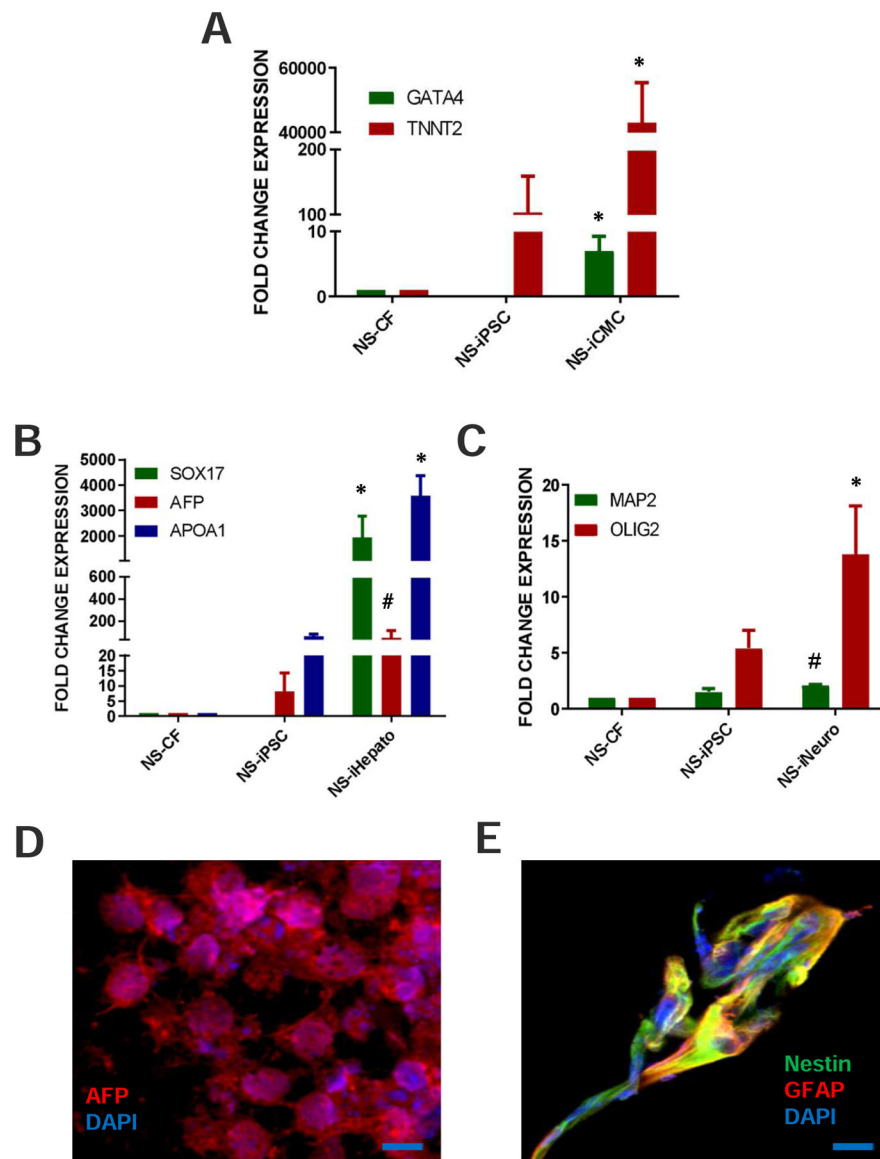 A
FOLD CHANGE EXPRESSION
60000
40000
200
100
10
0
GATA4
TNNT2
*
*
NS-CF
NS-iPSC
NS-iCMC
B
FOLD CHANGE EXPRESSION
5000
4000
3000
2000
600
400
200
20
15
10
5
0
SOX17
AFP
APOA1
*
#
*
NS-CF
NS-iPSC
NS-iHepato
C
FOLD CHANGE EXPRESSION
20
15
10
5
0
MAP2
OLIG2
#
*
NS-CF
NS-iPSC
NS-iNeuro
D
AFP
DAPI
E
Nestin
GFAP
DAPI